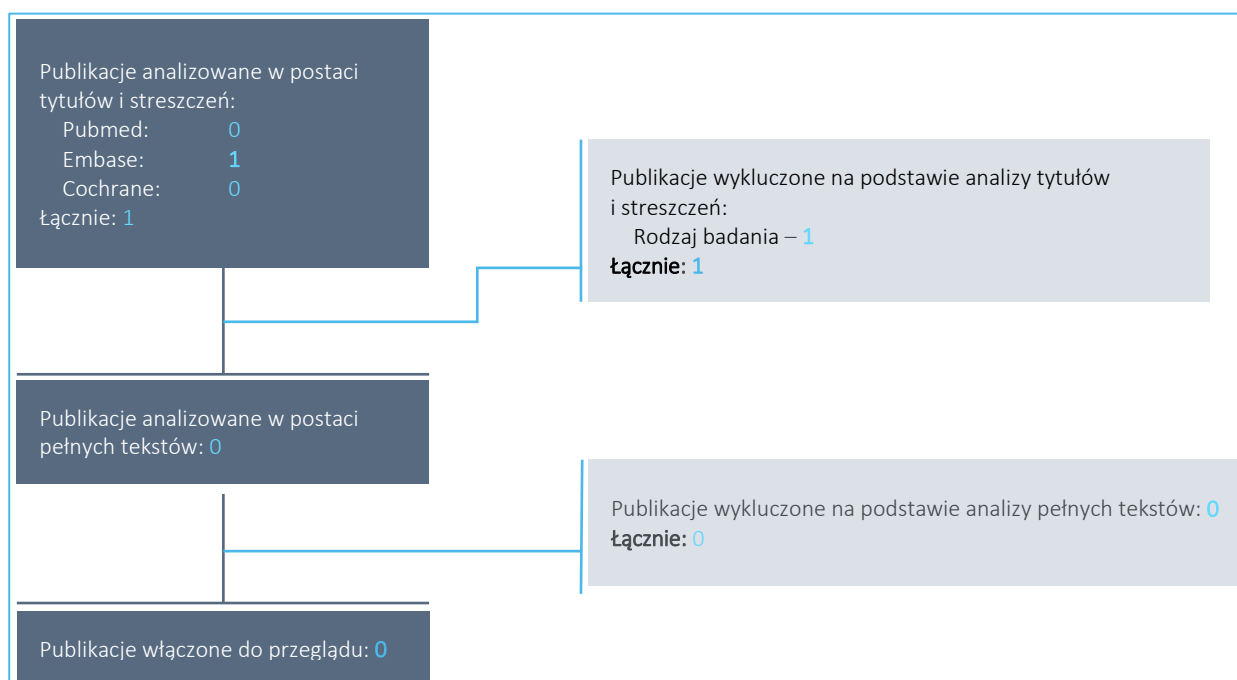 Publikacje analizowane w postaci
tytułów i streszczeń:
Pubmed: 0
Embase: 1
Cochrane: 0
Łącznie: 1
Publikacje wykluczone na podstawie analizy tytułów
i streszczeń:
Rodzaj badania – 1
Łącznie: 1
Publikacje analizowane w postaci
pełnych tekstów: 0
Publikacje wykluczone na podstawie analizy pełnych tekstów: 0
Łącznie: 0
Publikacje włączone do przeglądu: 0